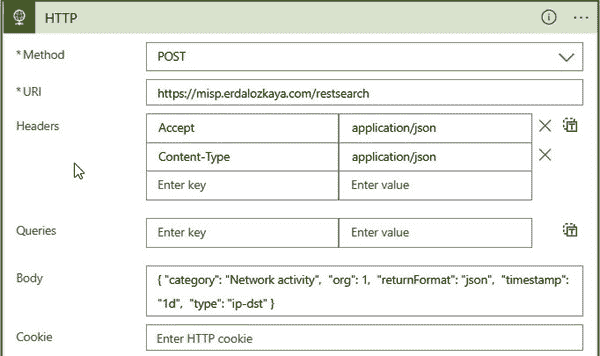 HTTP
*Method
POST
*URI
https://misp.erdalozkaya.com/restsearch
Headers
Accept
application/json
Content-Type
application/json
Enter key
Enter value
Queries
Enter key
Enter value
Body
{ "category": "Network activity", "org": 1, "returnFormat": "json", "timestamp":
"1d", "type": "ip-dst" }
Cookie
Enter HTTP cookie